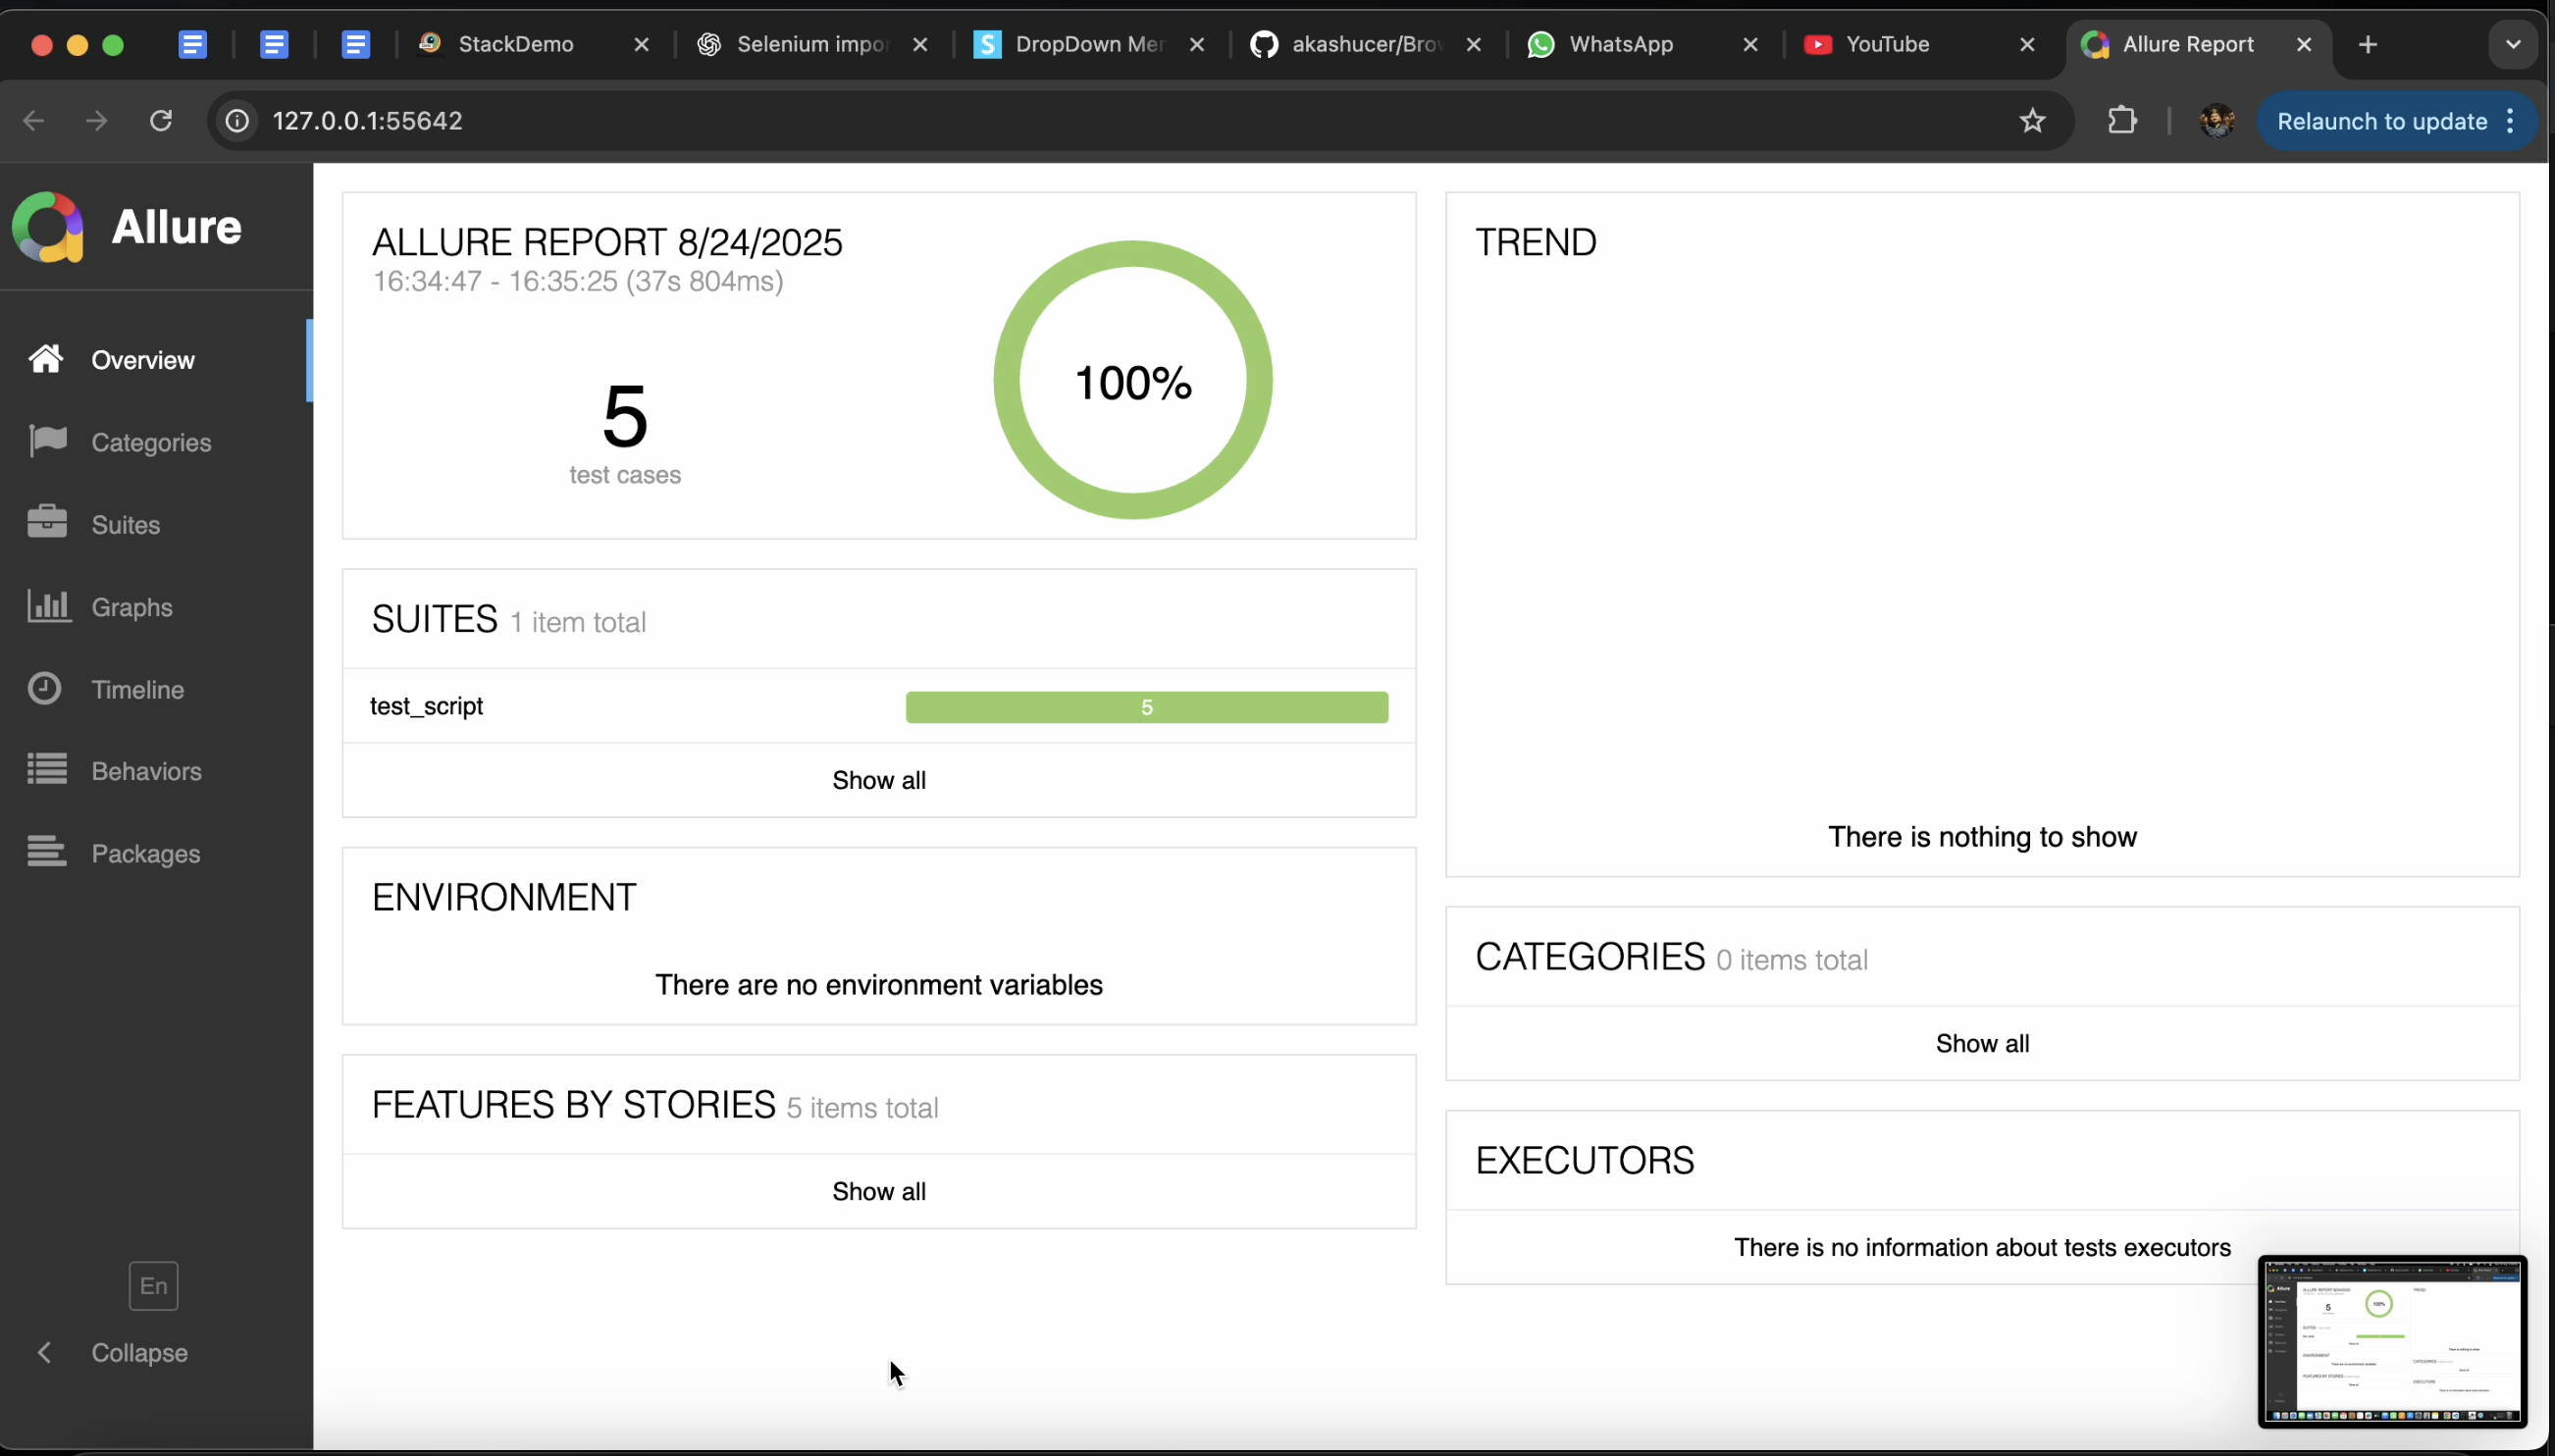 StackDemo
Selenium impo
DropDown Mer
akashucer/Brow
WhatsApp
YouTube
Allure Report
127.0.0.1:55642
Relaunch to update
Allure
Overview
Categories
Suites
Graphs
Timeline
Behaviors
Packages
En
Collapse
ALLURE REPORT 8/24/2025
16:34:47 - 16:35:25 (37s 804ms)
5
test cases
100%
SUITES 1 item total
test_script 5
Show all
ENVIRONMENT
There are no environment variables
FEATURES BY STORIES 5 items total
Show all
TREND
There is nothing to show
CATEGORIES 0 items total
Show all
EXECUTORS
There is no information about tests executors